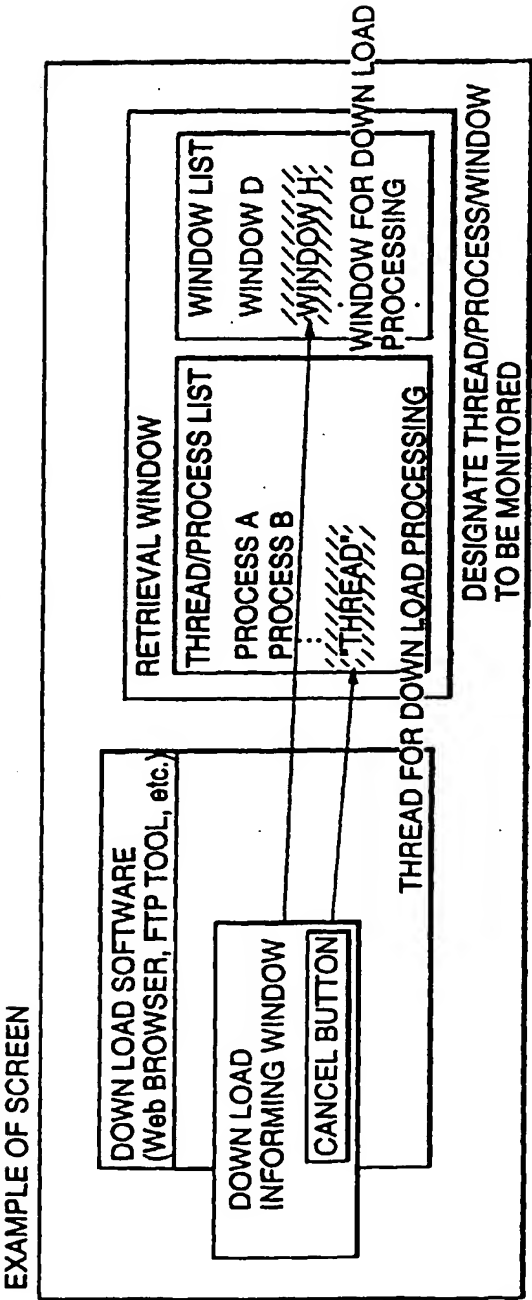 EXAMPLE OF SCREEN
DOWN LOAD SOFTWARE
(Web BROWSER, FTP TOOL, etc.)
DOWN LOAD
INFORMING WINDOW
CANCEL BUTTON
RETRIEVAL WINDOW
THREAD/PROCESS LIST
PROCESS A
PROCESS B
"THREAD"
THREAD FOR DOWN LOAD PROCESSING
WINDOW LIST
WINDOW D
WINDOW H
WINDOW FOR DOWN LOAD
PROCESSING
DESIGNATE THREAD/PROCESS/WINDOW
TO BE MONITORED